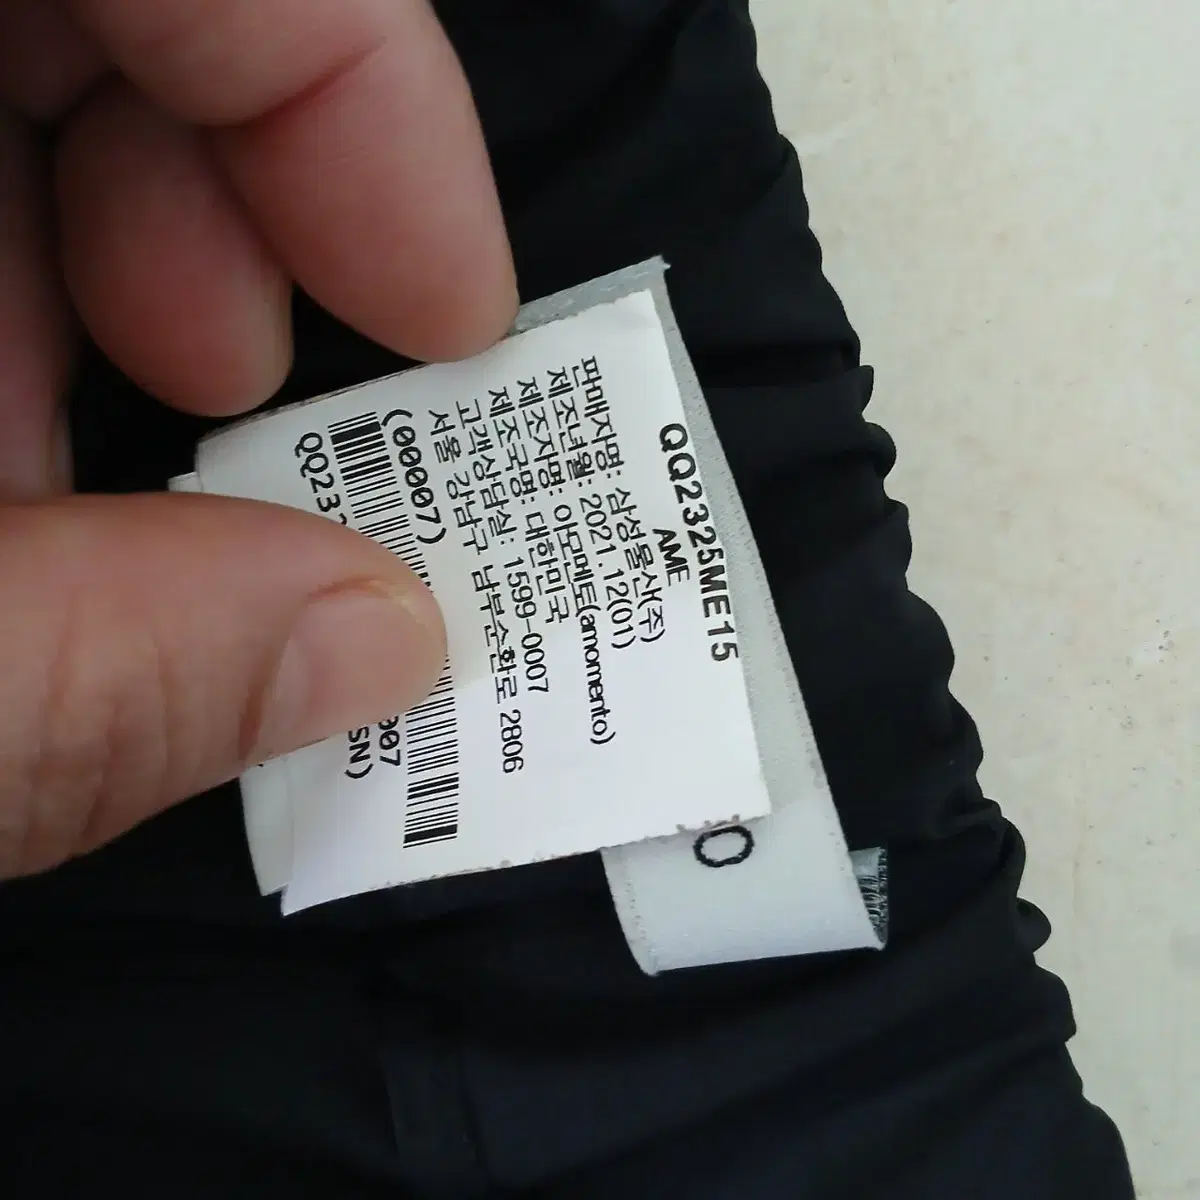 QQ2325ME15
AME
판매자명: 삼성물산(주)
제조년월: 2021.12(01)
제조자명: 아모멘토(amomento)
제조국명: 대한민국
고객상담실: 1599-0007
서울 강남구 남부순환로 2806
(00007)
007
QQ232
SN)
O